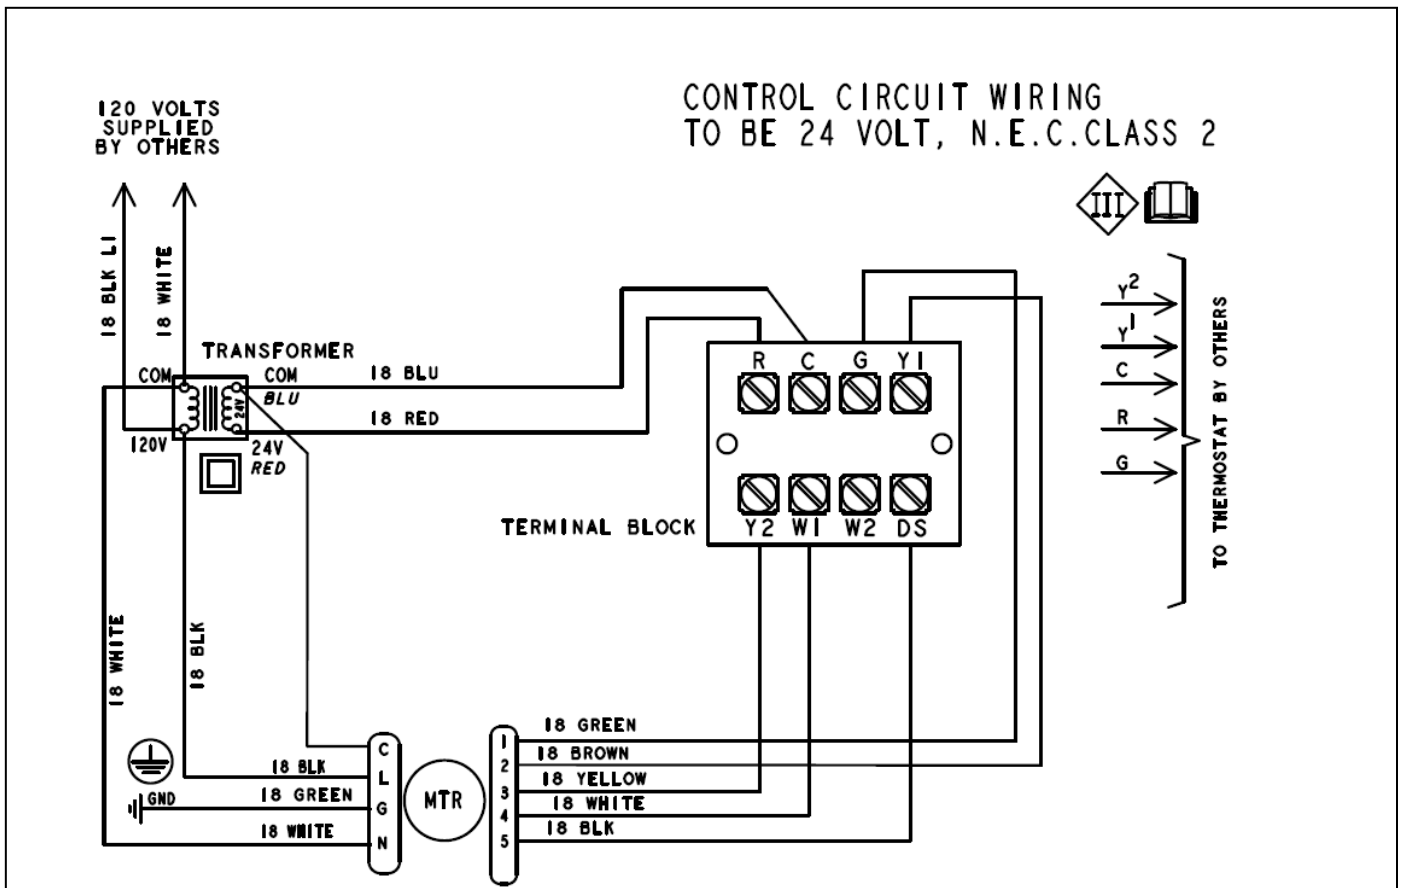 120 VOLTS
SUPPLIED
BY OTHERS
CONTROL CIRCUIT WIRING
TO BE 24 VOLT, N.E.C.CLASS 2
III
18 BLK L1
18 WHITE
TRANSFORMER
COM
COM
BLU
24V
120V
24V
RED
18 BLU
18 RED
R C G Y1
Y2 W1 W2 DS
TERMINAL BLOCK
Y2
Y1
C
R
G
TO THERMOSTAT BY OTHERS
18 WHITE
18 BLK
GND
18 BLK
18 GREEN
18 WHITE
C
L
G
N
MTR
1
2
3
4
5
18 GREEN
18 BROWN
18 YELLOW
18 WHITE
18 BLK